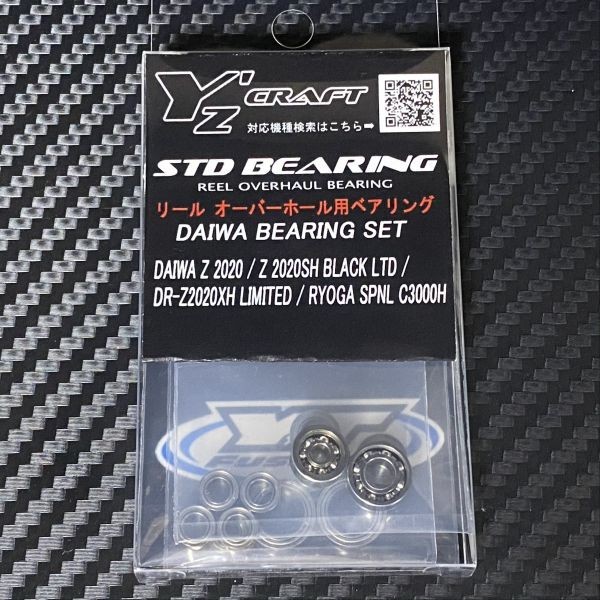 Y'z CRAFT
対応機種検索はこちら➡
STD BEARING
REEL OVERHAUL BEARING
リール オーバーホール用ベアリング
DAIWA BEARING SET
DAIWA Z 2020 / Z 2020SH BLACK LTD /
DR-Z2020XH LIMITED / RYOGA SPNL C3000H